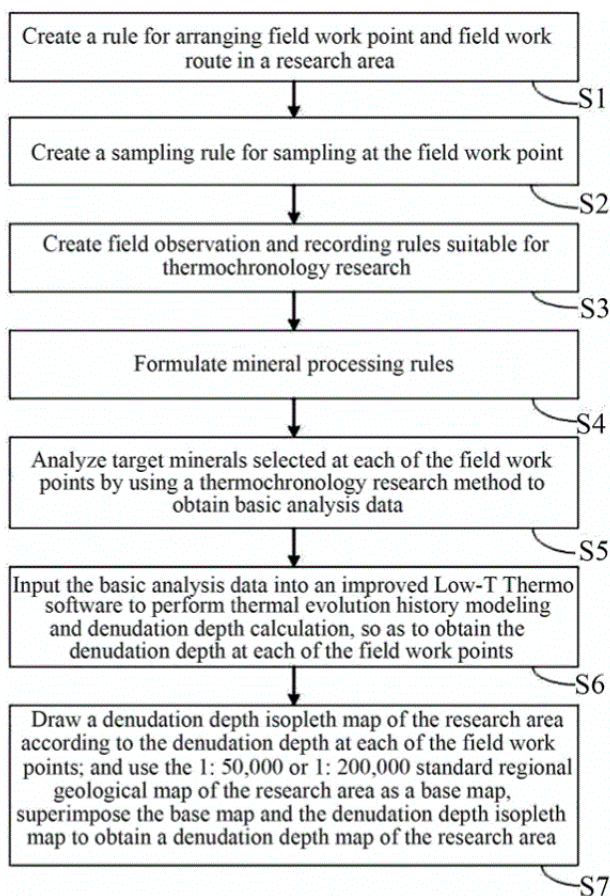 Create a rule for arranging field work point and field work
route in a research area
S1
Create a sampling rule for sampling at the field work point
S2
Create field observation and recording rules suitable for
thermochronology research
S3
Formulate mineral processing rules
S4
Analyze target minerals selected at each of the field work
points by using a thermochronology research method to
obtain basic analysis data
S5
Input the basic analysis data into an improved Low-T Thermo
software to perform thermal evolution history modeling
and denudation depth calculation, so as to obtain the
denudation depth at each of the field work points
S6
Draw a denudation depth isopleth map of the research area
according to the denudation depth at each of the field work
points; and use the 1: 50,000 or 1: 200,000 standard regional
geological map of the research area as a base map,
superimpose the base map and the denudation depth isopleth
map to obtain a denudation depth map of the research area
S7